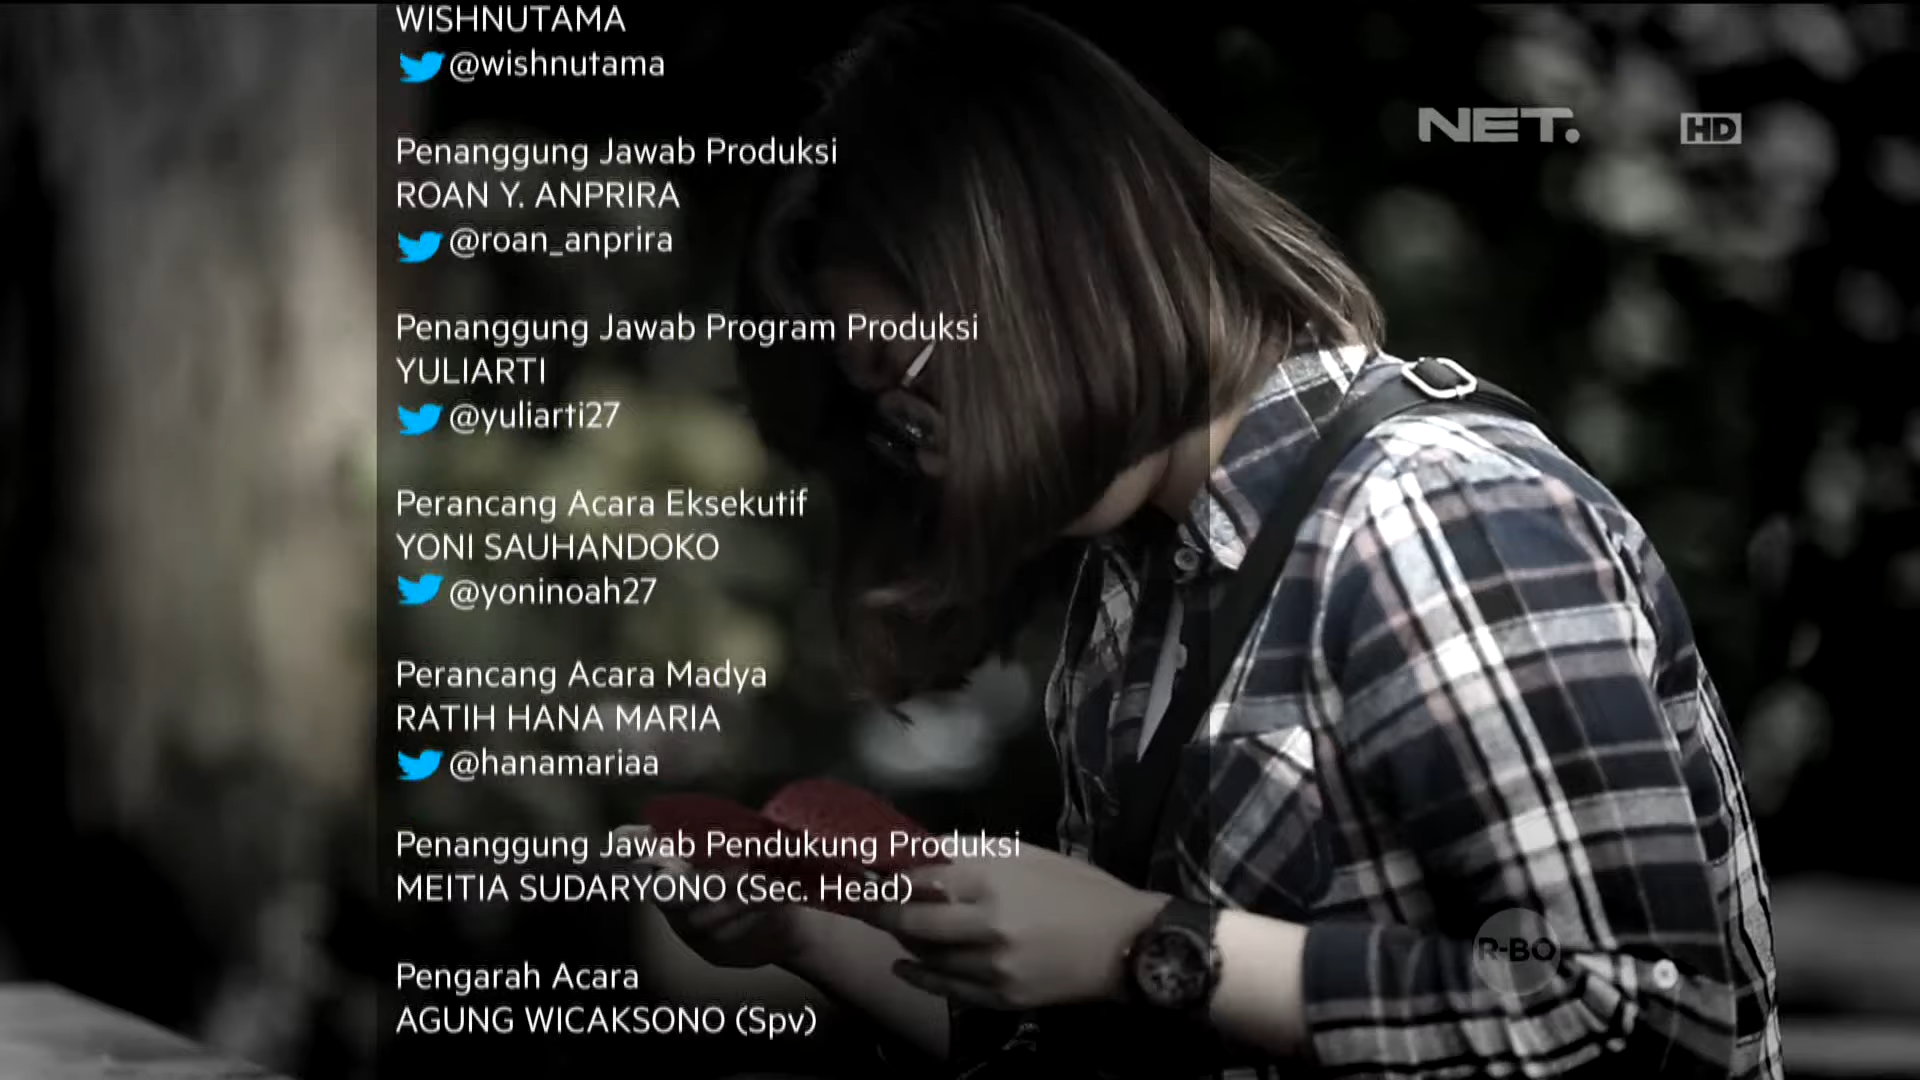 WISHNUTAMA
@wishnutama
Penanggung Jawab Produksi
ROAN Y. ANPRIRA
@roan_anprira
Penanggung Jawab Program Produksi
YULIARTI
@yuliarti27
Perancang Acara Eksekutif
YONI SAUHANDOKO
@yoninoah27
Perancang Acara Madya
RATIH HANA MARIA
@hanamariaa
Penanggung Jawab Pendukung Produksi
MEITIA SUDARYONO (Sec. Head)
Pengarah Acara
AGUNG WICAKSONO (Spv)
NET.
HD
R-BO